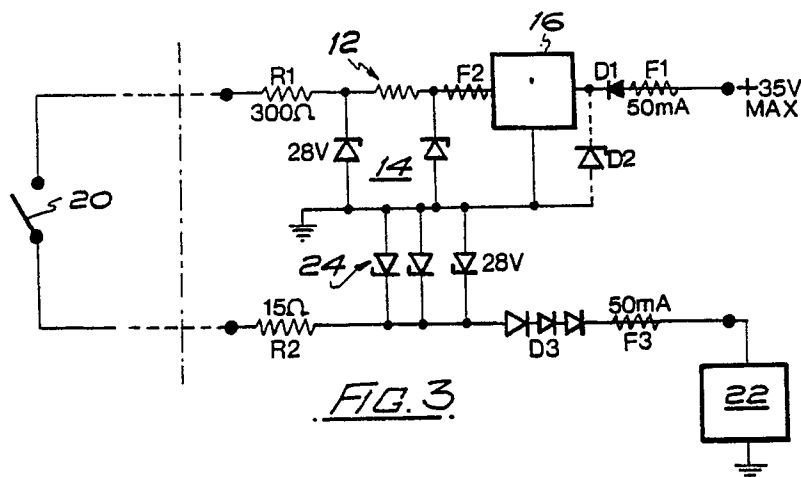 12
16
R1
300Ω
F2
D1
F1
50mA
+35V
MAX
28V
14
D2
20
24
28V
15Ω
R2
D3
50mA
F3
22
FIG. 3